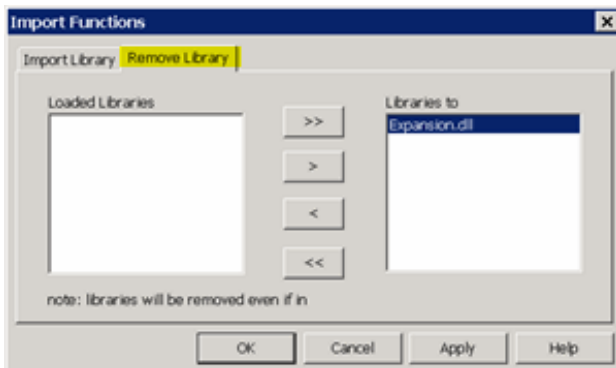 Import Functions
Import Library Remove Library
Loaded Libraries
Libraries to
>>
Expansion.dll
>
<
<<
note: libraries will be removed even if in
OK Cancel Apply Help